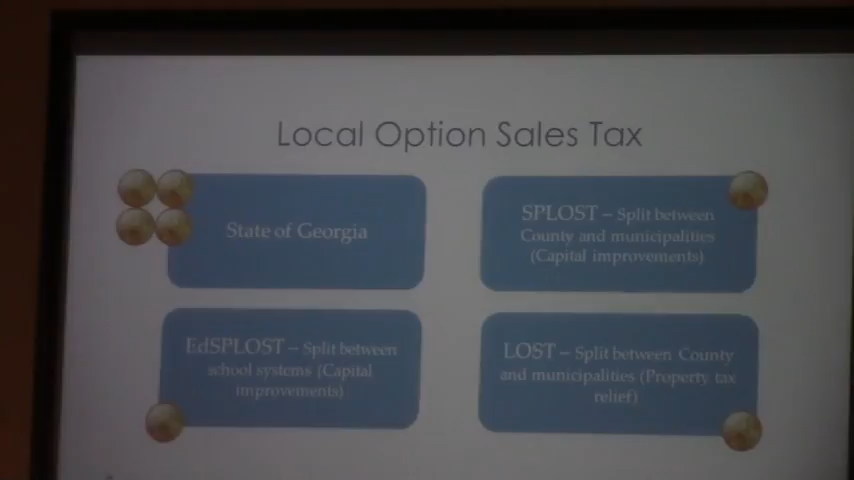 Local Option Sales Tax
State of Georgia
SPLOST – Split between
County and municipalities
(Capital improvements)
EdSPLOST – Split between
school systems (Capital
improvements)
LOST – Split between County
and municipalities (Property tax
relief)